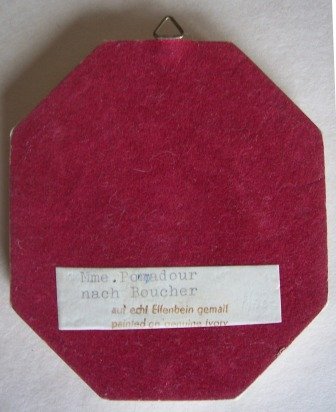 Mme.Pompadour
nach Boucher
auf echt Elfenbein gemalt
painted on genuine ivory